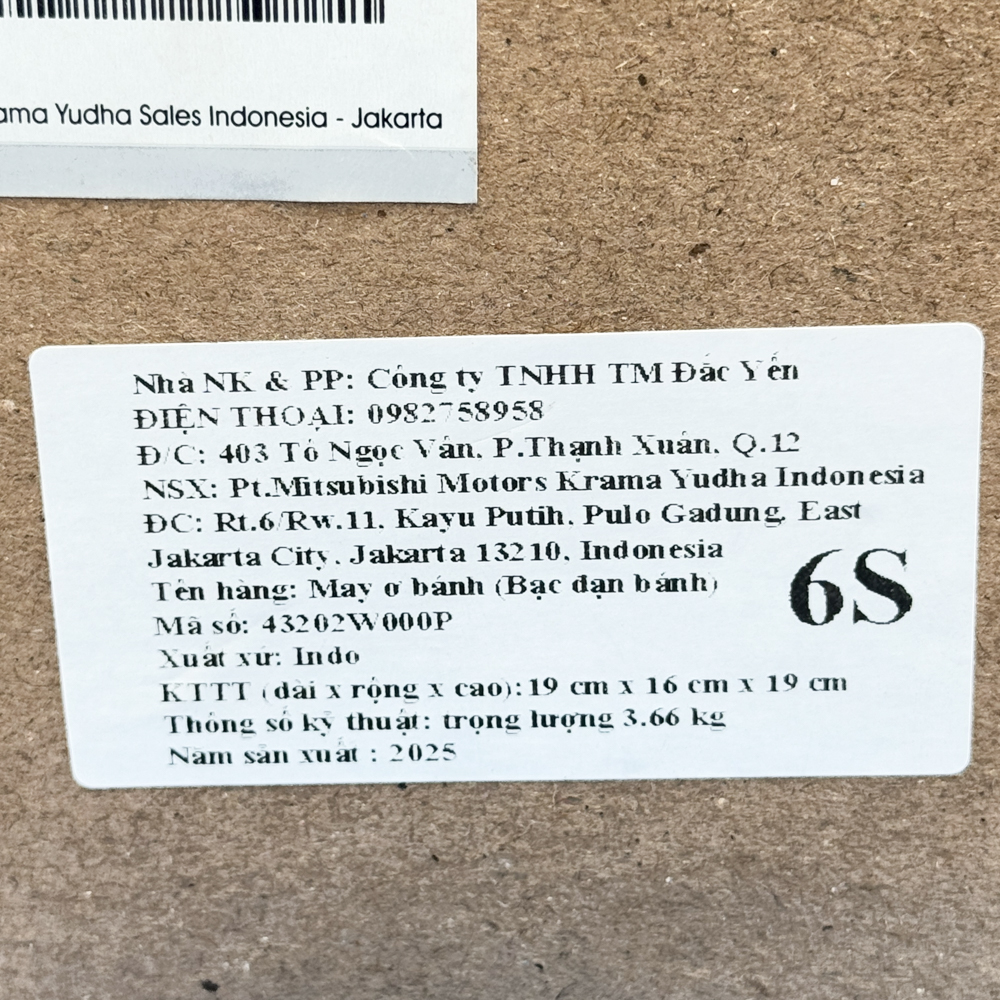 ama Yudha Sales Indonesia - Jakarta
Nhà NK & PP: Công ty TNHH TM Đắc Yến
ĐIỆN THOẠI: 0982758958
Đ/C: 403 Tô Ngọc Vân, P.Thạnh Xuân, Q.12
NSX: Pt.Mitsubishi Motors Krama Yudha Indonesia
ĐC: Rt.6/Rw.11, Kayu Putih, Pulo Gadung, East
Jakarta City, Jakarta 13210, Indonesia
Tên hàng: May ơ bánh (Bạc đạn bánh)
6S
Mã số: 43202W000P
Xuất xứ: Indo
KTTT (dài x rộng x cao): 19 cm x 16 cm x 19 cm
Thông số kỹ thuật: trọng lượng 3.66 kg
Năm sản xuất : 2025